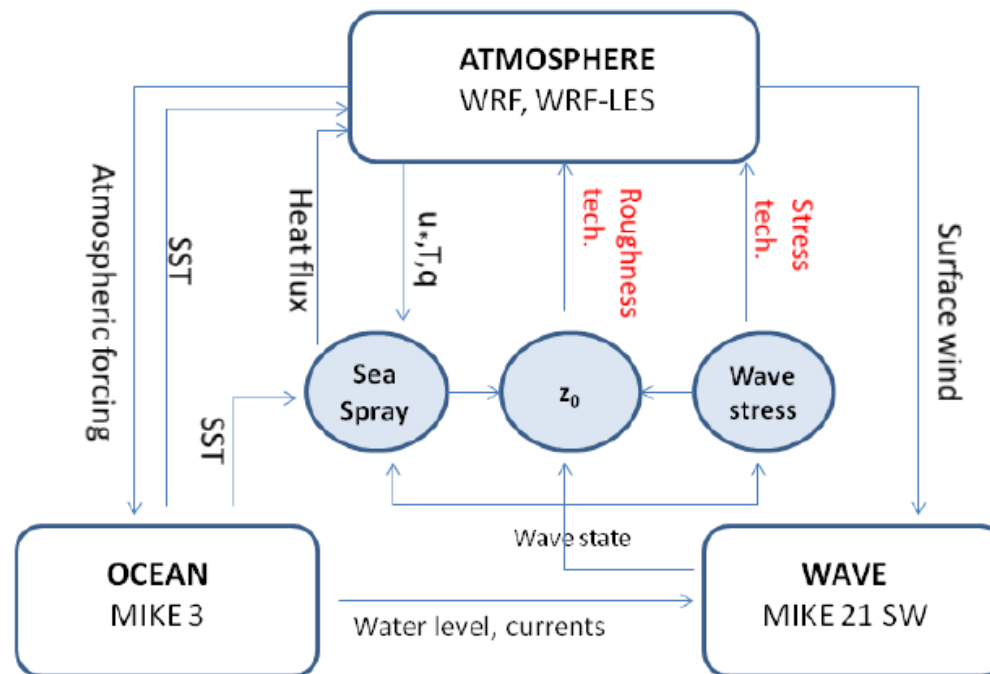 ATMOSPHERE
WRF, WRF-LES
Atmospheric forcing
SST
Heat flux
u*,T,q
Roughness
tech.
Stress
tech.
Surface wind
Sea
Spray
z₀
Wave
stress
SST
Wave state
OCEAN
MIKE 3
Water level, currents
WAVE
MIKE 21 SW